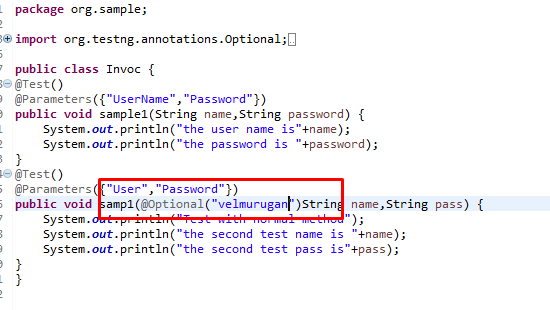 package org.sample;
import org.testng.annotations.Optional;
public class Invoc {
@Test()
@Parameters({"UserName","Password"})
public void sample1(String name,String password) {
System.out.println("the user name is"+name);
System.out.println("the password is "+password);
}
@Test()
@Parameters({"User","Password"})
public void samp1(@Optional("velmurugan")String name,String pass) {
System.out.println("Test with normal method");
System.out.println("the second test name is "+name);
System.out.println("the second test pass is"+pass);
}
}